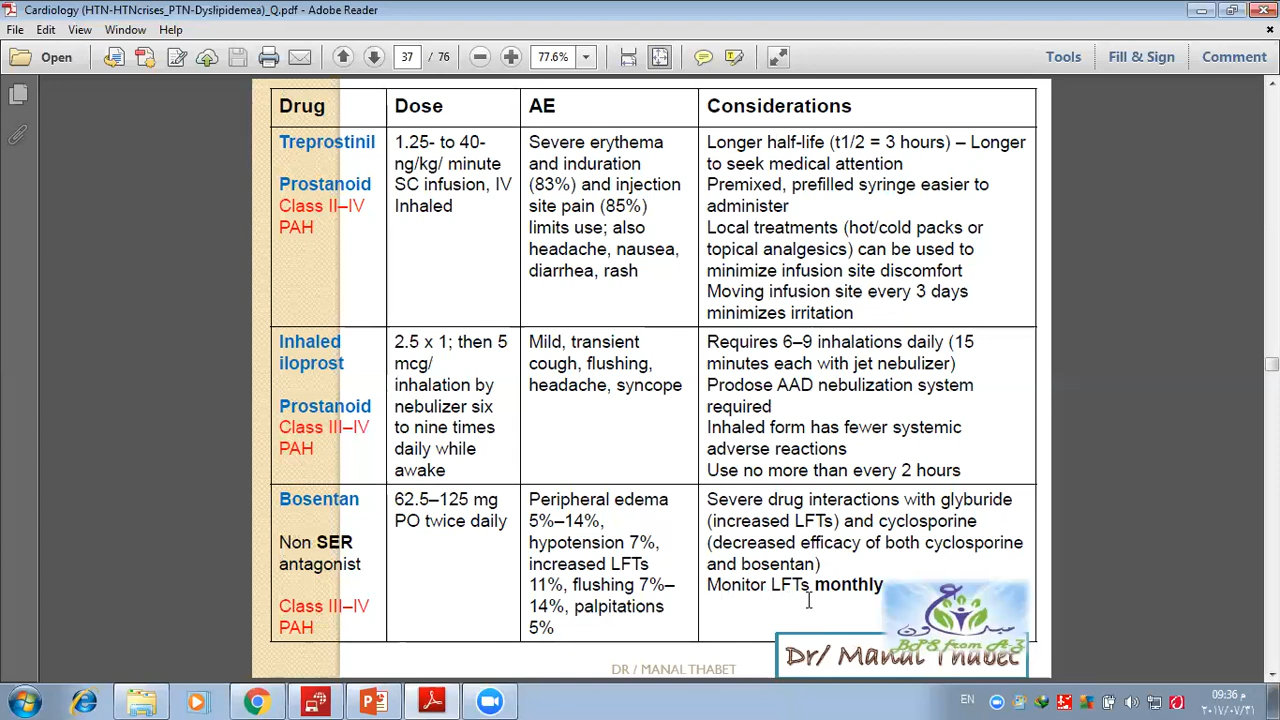 Cardiology (HTN-HTNcrises_PTN-Dyslipidemea)_Q.pdf - Adobe Reader
File Edit View Window Help
Open 37 / 76 77.6% Tools Fill & Sign Comment
Drug Dose AE Considerations
Treprostinil
Prostanoid
Class II–IV
PAH
1.25- to 40-
ng/kg/ minute
SC infusion, IV
Inhaled
Severe erythema
and induration
(83%) and injection
site pain (85%)
limits use; also
headache, nausea,
diarrhea, rash
Longer half-life (t1/2 = 3 hours) – Longer
to seek medical attention
Premixed, prefilled syringe easier to
administer
Local treatments (hot/cold packs or
topical analgesics) can be used to
minimize infusion site discomfort
Moving infusion site every 3 days
minimizes irritation
Inhaled
iloprost
Prostanoid
Class III–IV
PAH
2.5 x 1; then 5
mcg/
inhalation by
nebulizer six
to nine times
daily while
awake
Mild, transient
cough, flushing,
headache, syncope
Requires 6–9 inhalations daily (15
minutes each with jet nebulizer)
Prodose AAD nebulization system
required
Inhaled form has fewer systemic
adverse reactions
Use no more than every 2 hours
Bosentan
Non SER
antagonist
Class III–IV
PAH
62.5–125 mg
PO twice daily
Peripheral edema
5%–14%,
hypotension 7%,
increased LFTs
11%, flushing 7%–
14%, palpitations
5%
Severe drug interactions with glyburide
(increased LFTs) and cyclosporine
(decreased efficacy of both cyclosporine
and bosentan)
Monitor LFTs monthly
BCPS from A-Z
Dr/ Manal Thabet
DR / MANAL THABET
EN
09:36 م
٢٠١٧/٠٧/٣١